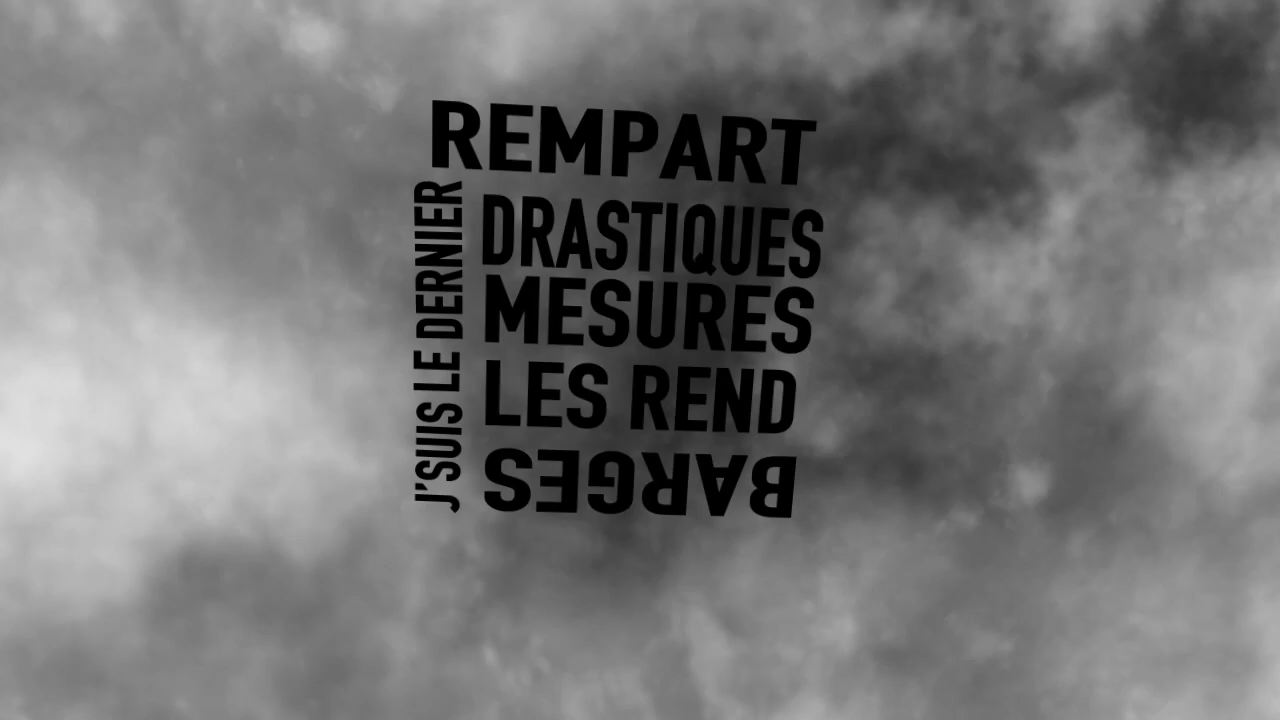 J'SUIS LE DERNIER
REMPART
DRASTIQUES
MESURES
LES REND
BARGES